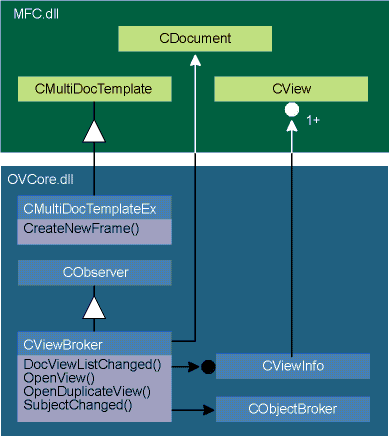 MFC.dll
CDocument
CMultiDocTemplate
CView
1+
OVCore.dll
CMultiDocTemplateEx
CreateNewFrame()
CObserver
CViewBroker
DocViewListChanged()
OpenView()
OpenDuplicateView()
SubjectChanged()
CViewInfo
CObjectBroker